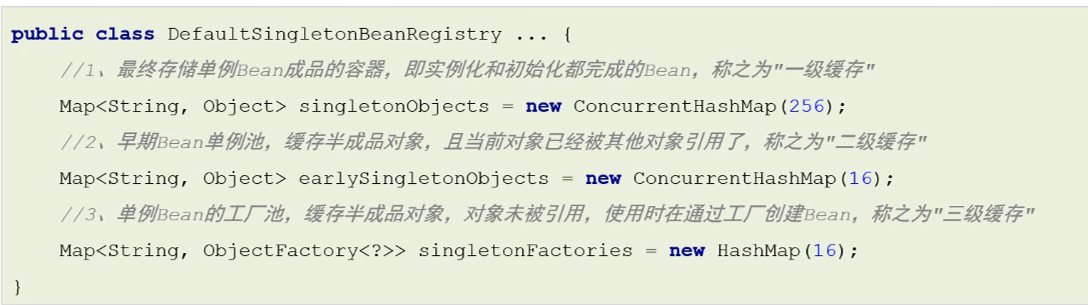 public class DefaultSingletonBeanRegistry ... {
//1、最终存储单例Bean成品的容器，即实例化和初始化都完成的Bean，称之为"一级缓存"
Map<String, Object> singletonObjects = new ConcurrentHashMap(256);
//2、早期Bean单例池，缓存半成品对象，且当前对象已经被其他对象引用了，称之为"二级缓存"
Map<String, Object> earlySingletonObjects = new ConcurrentHashMap(16);
//3、单例Bean的工厂池，缓存半成品对象，对象未被引用，使用时在通过工厂创建Bean，称之为"三级缓存"
Map<String, ObjectFactory<?>> singletonFactories = new HashMap(16);
}